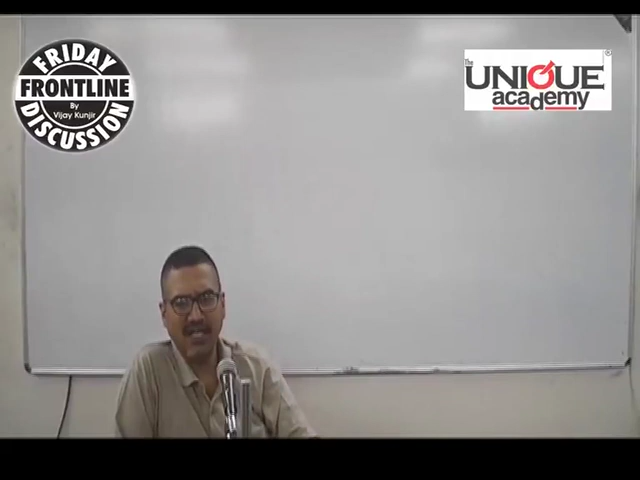 FRIDAY
FRONTLINE
By
Vijay Kunjir
DISCUSSION
The
UNIQUE®
academy